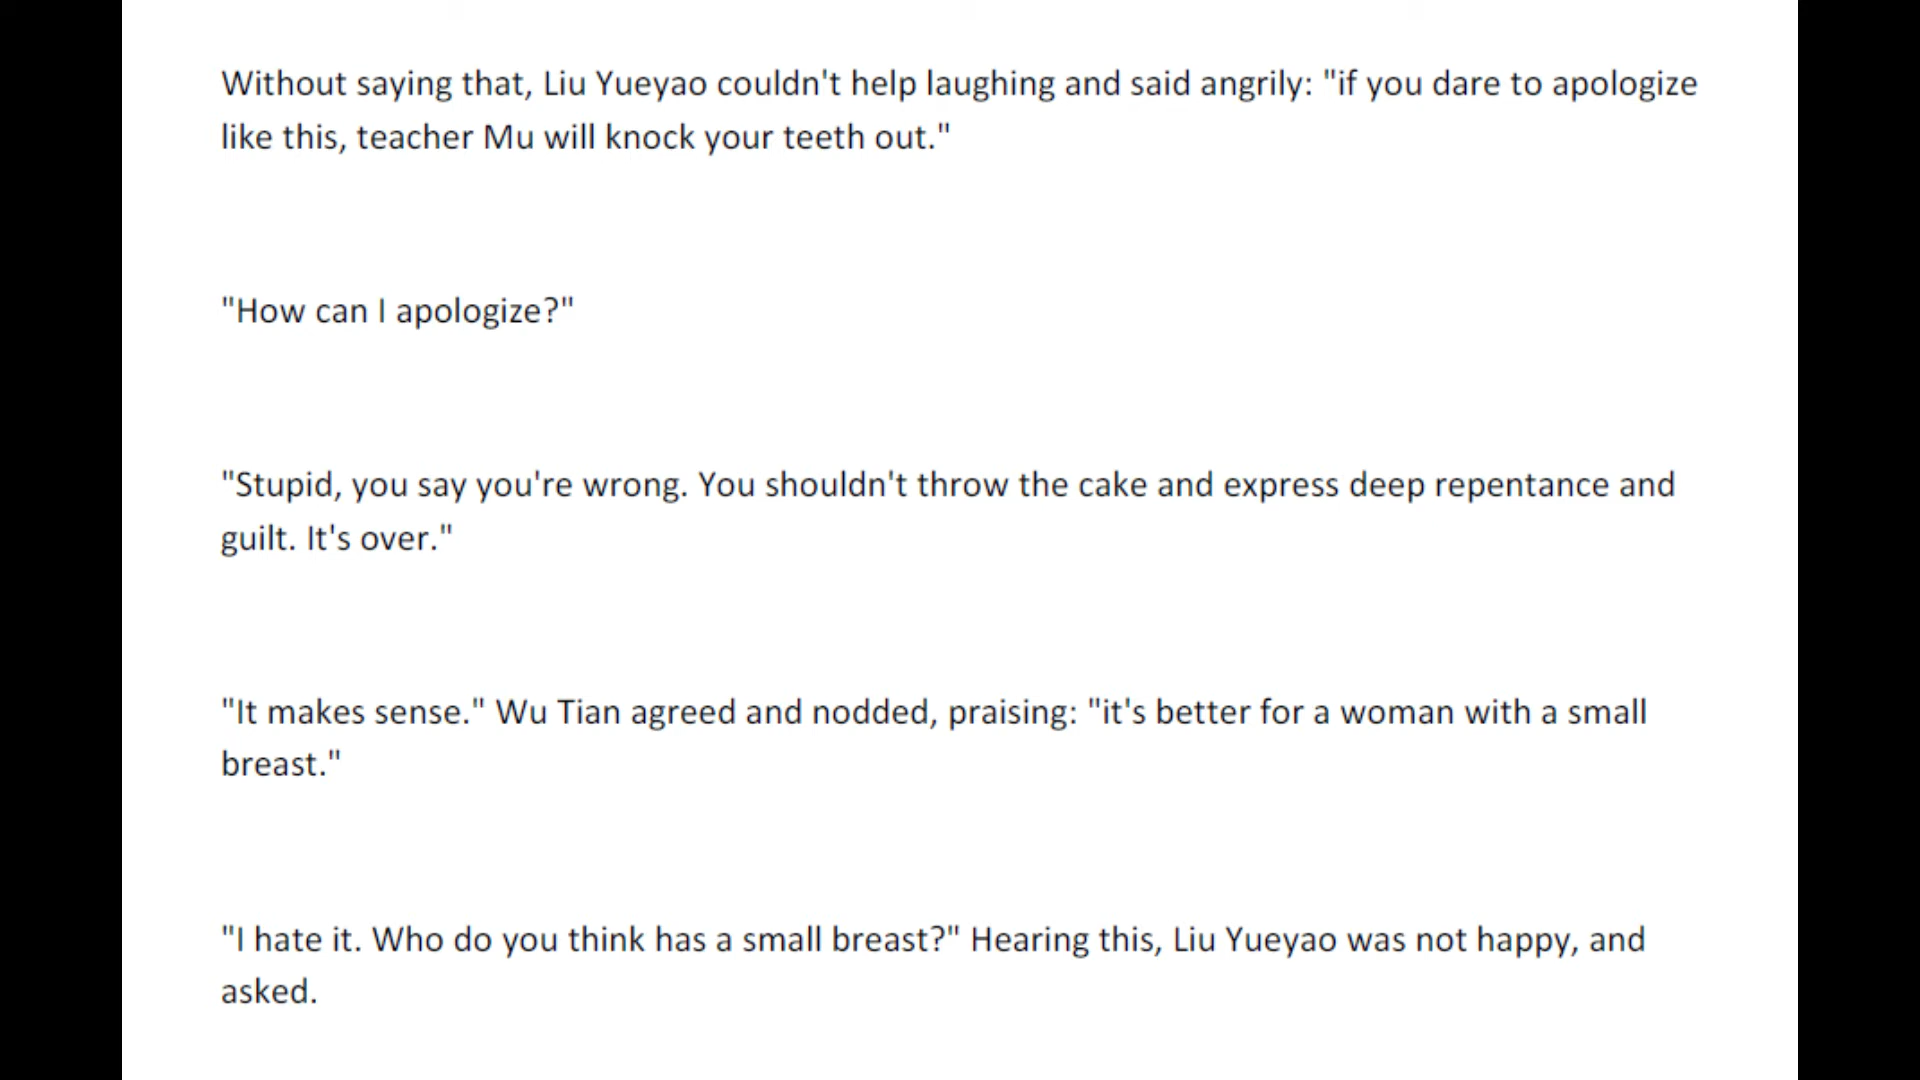 Without saying that, Liu Yueyao couldn't help laughing and said angrily: "if you dare to apologize
like this, teacher Mu will knock your teeth out."
"How can I apologize?"
"Stupid, you say you're wrong. You shouldn't throw the cake and express deep repentance and
guilt. It's over."
"It makes sense." Wu Tian agreed and nodded, praising: "it's better for a woman with a small
breast."
"I hate it. Who do you think has a small breast?" Hearing this, Liu Yueyao was not happy, and
asked.